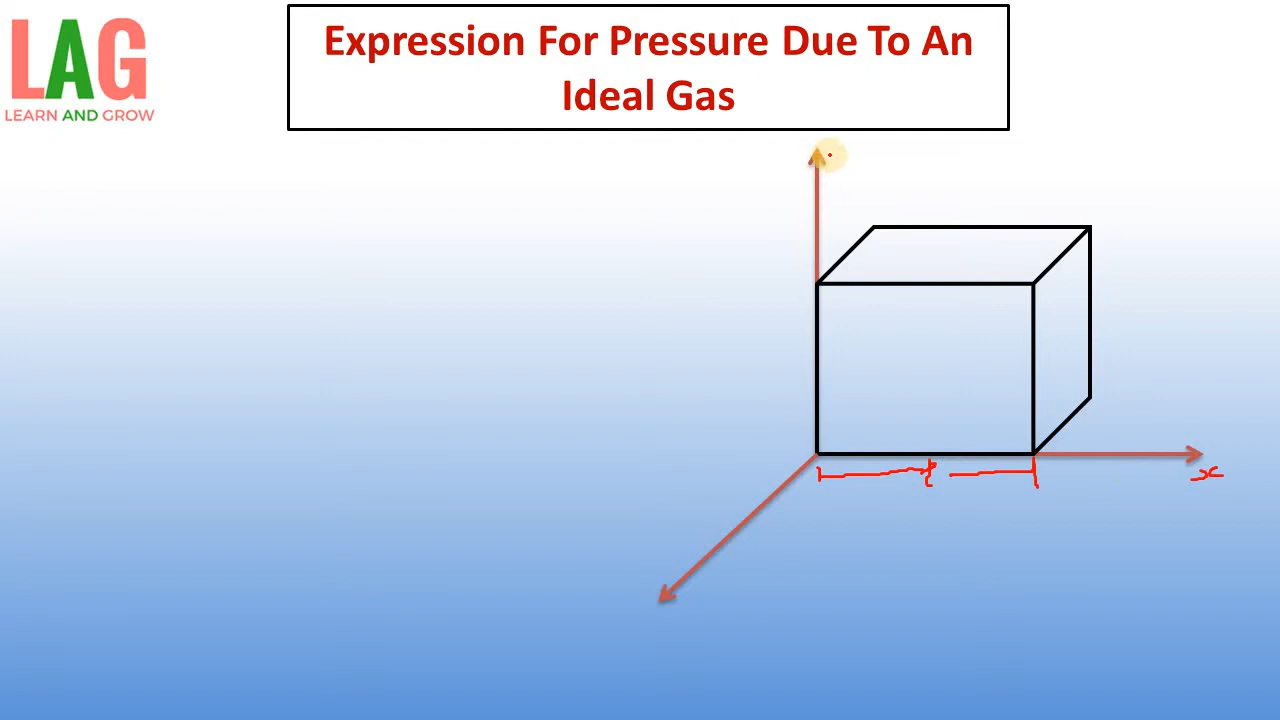 LAG
LEARN AND GROW
Expression For Pressure Due To An
Ideal Gas
x